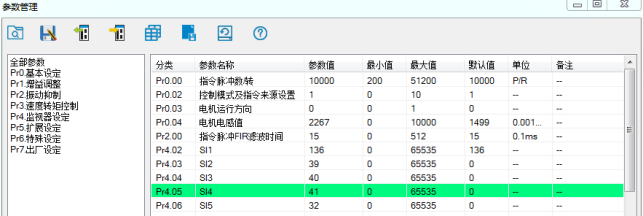 参数管理
全部参数
Pr0.基本设定
Pr1.增益调整
Pr2.振动抑制
Pr3.速度转矩控制
Pr4.监视器设定
Pr5.扩展设定
Pr6.特殊设定
Pr7.出厂设定
分类 参数名称 参数值 最小值 最大值 默认值 单位 备注
Pr0.00 指令脉冲数/转 10000 200 51200 10000 P/R --
Pr0.02 控制模式及指令来源设置 1 0 10 1 -- --
Pr0.03 电机运行方向 0 0 1 0 -- --
Pr0.04 电机电感值 2267 0 10000 1499 0.001... --
Pr2.00 指令脉冲FIR滤波时间 15 0 512 15 0.1ms --
Pr4.02 SI1 136 0 65535 136 -- --
Pr4.03 SI2 39 0 65535 0 -- --
Pr4.04 SI3 40 0 65535 0 -- --
Pr4.05 SI4 41 0 65535 0 -- --
Pr4.06 SI5 32 0 65535 0 -- --